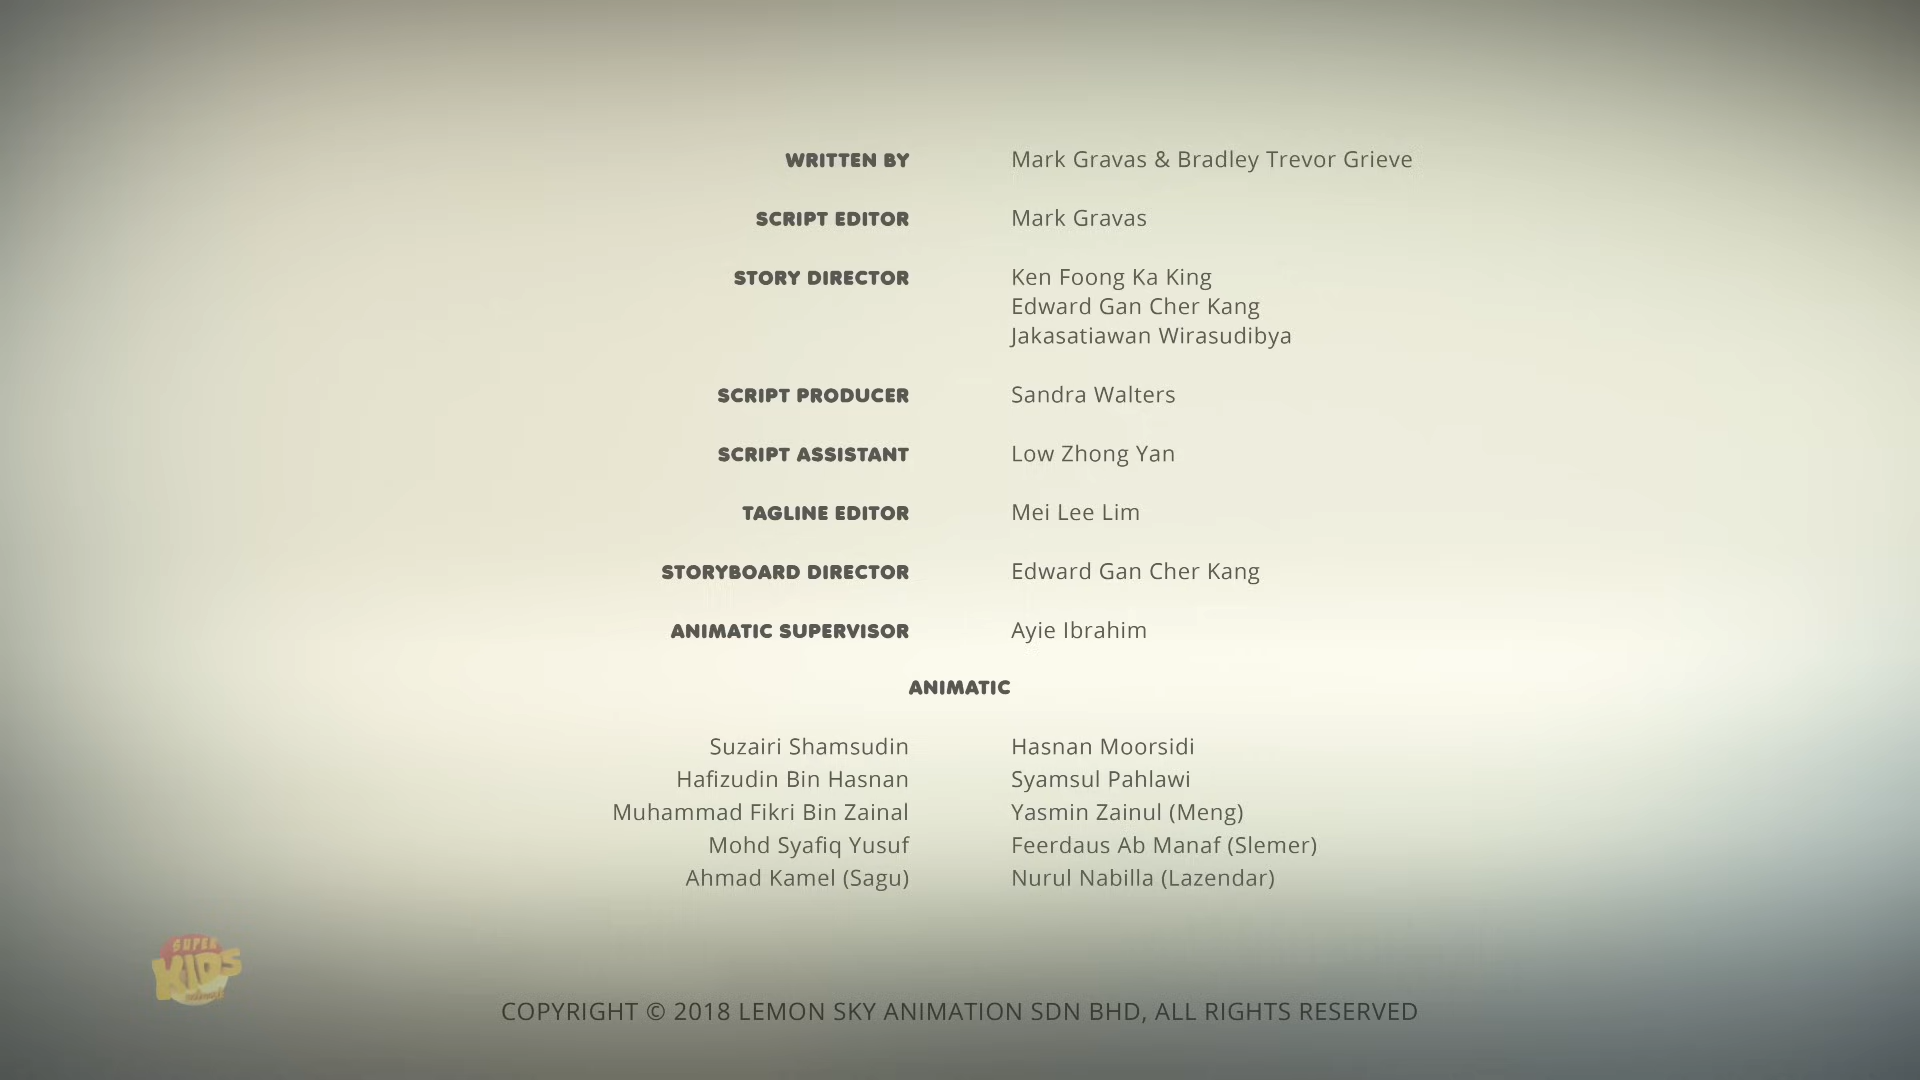 WRITTEN BY Mark Gravas & Bradley Trevor Grieve
SCRIPT EDITOR Mark Gravas
STORY DIRECTOR Ken Foong Ka King
Edward Gan Cher Kang
Jakasatiawan Wirasudibya
SCRIPT PRODUCER Sandra Walters
SCRIPT ASSISTANT Low Zhong Yan
TAGLINE EDITOR Mei Lee Lim
STORYBOARD DIRECTOR Edward Gan Cher Kang
ANIMATIC SUPERVISOR Ayie Ibrahim
ANIMATIC
Suzairi Shamsudin Hasnan Moorsidi
Hafizudin Bin Hasnan Syamsul Pahlawi
Muhammad Fikri Bin Zainal Yasmin Zainul (Meng)
Mohd Syafiq Yusuf Feerdaus Ab Manaf (Slemer)
Ahmad Kamel (Sagu) Nurul Nabilla (Lazendar)
SUPER
KIDS
COPYRIGHT © 2018 LEMON SKY ANIMATION SDN BHD, ALL RIGHTS RESERVED